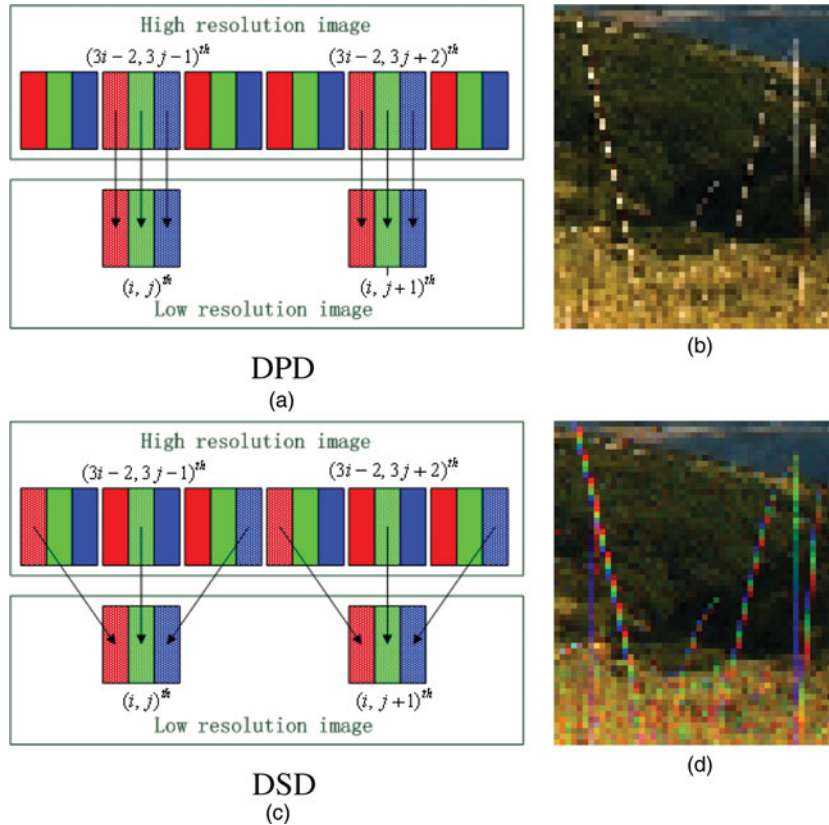 High resolution image
(3i−2, 3j−1)^th (3i−2, 3j+2)^th
(i, j)^th (i, j+1)^th
Low resolution image
DPD
(a)
(b)
High resolution image
(3i−2, 3j−1)^th (3i−2, 3j+2)^th
(i, j)^th (i, j+1)^th
Low resolution image
DSD
(c)
(d)